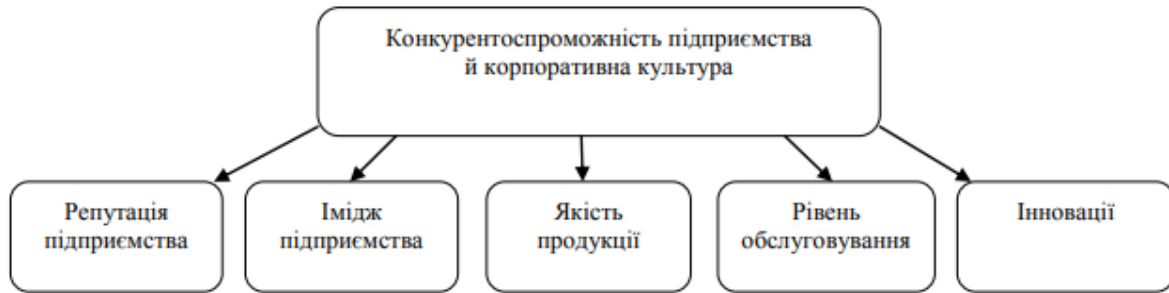 Конкурентоспроможність підприємства
й корпоративна культура
Репутація
підприємства
Імідж
підприємства
Якість
продукції
Рівень
обслуговування
Інновації